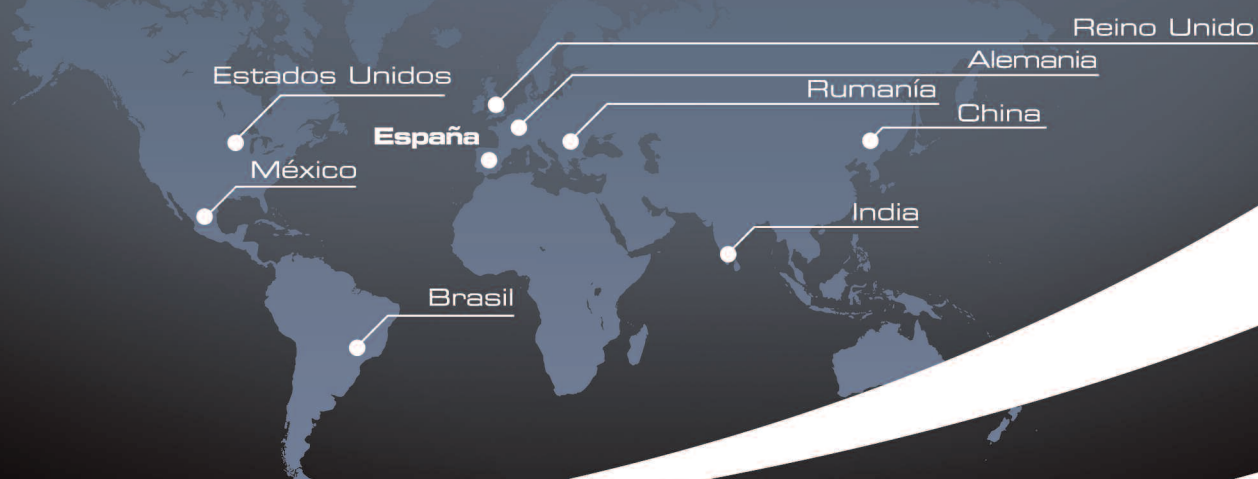 Reino Unido
Alemania
Estados Unidos
Rumanía
China
España
México
India
Brasil